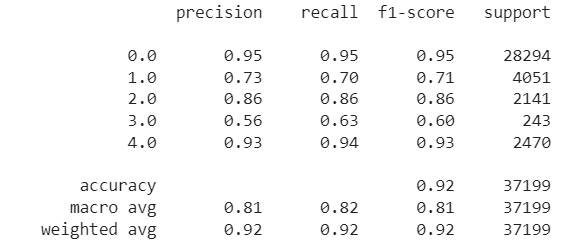 precision recall f1-score support
0.0 0.95 0.95 0.95 28294
1.0 0.73 0.70 0.71 4051
2.0 0.86 0.86 0.86 2141
3.0 0.56 0.63 0.60 243
4.0 0.93 0.94 0.93 2470
accuracy 0.92 37199
macro avg 0.81 0.82 0.81 37199
weighted avg 0.92 0.92 0.92 37199